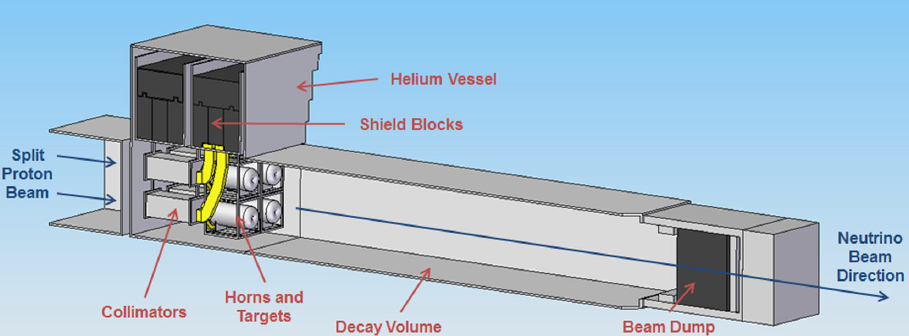 Helium Vessel
Shield Blocks
Split
Proton
Beam
Neutrino
Beam
Direction
Collimators
Horns and
Targets
Decay Volume
Beam Dump